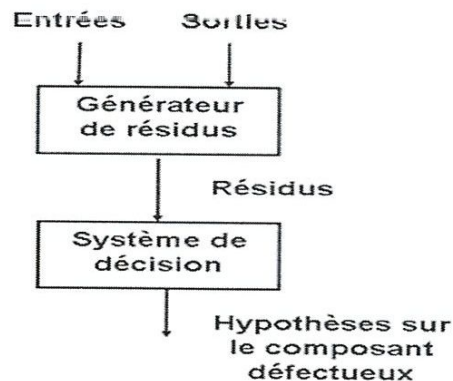 Entrées Sorties
Générateur
de résidus
Résidus
Système de
décision
Hypothèses sur
le composant
défectueux